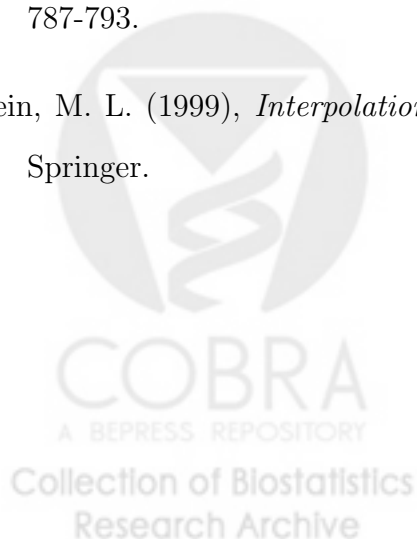 787-793.
ein, M. L. (1999), Interpolation
Springer.
COBRA
A BEPRESS REPOSITORY
Collection of Biostatistics
Research Archive